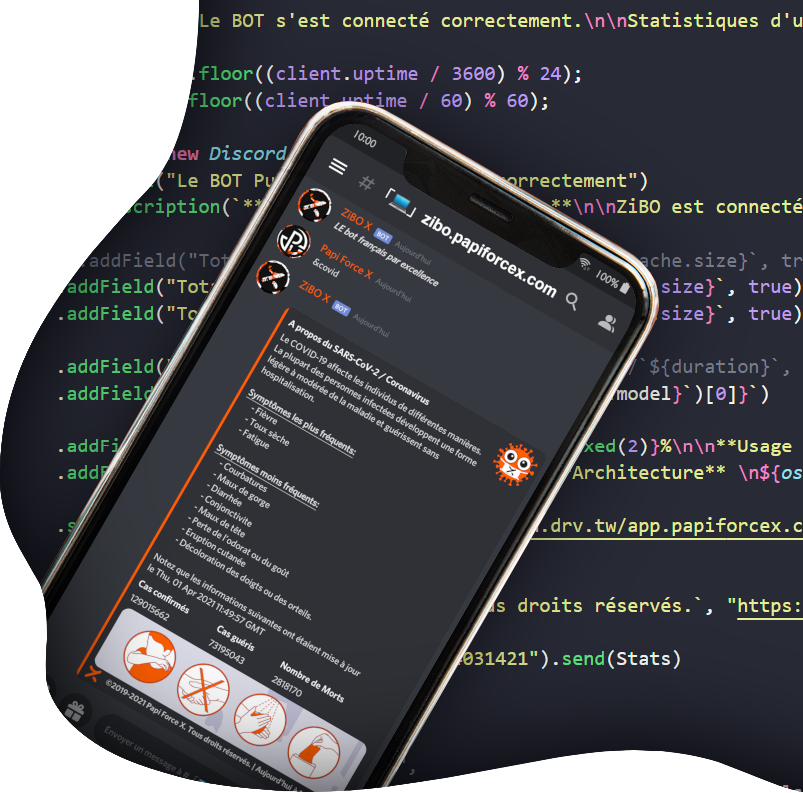 Le BOT s'est connecté correctement.\n\nStatistiques d'u
.floor((client.uptime / 3600) % 24);
floor((client.uptime / 60) % 60);
new Discord
("Le BOT Pu
orrectement")
cription(`**
**\n\nZiBO est connecté
.addField("Tot
ache.size}`, tr
.addField("Tota
size}`, true)
.addField("To
size}`, true)
.addField(
/`${duration}`,
.addField
model}`)[0]}`)
.addFi
xed(2)}%\n\n**Usage
.addF
Architecture** \n${os
.drv.tw/app.papiforcex.c
s droits réservés.`, "https:
031421").send(Stats)
10:00
100%
# zibo.papiforcex.com
ZiBO X BOT Aujourd'hui
LE bot français par excellence
Papi Force X Aujourd'hui
&covid
ZiBO X BOT Aujourd'hui
A propos du SARS-CoV-2 / Coronavirus
Le COVID-19 affecte les individus de différentes manières.
La plupart des personnes infectées développent une forme
légère à modérée de la maladie et guérissent sans
hospitalisation.
Symptômes les plus fréquents:
- Fièvre
- Toux sèche
- Fatigue
Symptômes moins fréquents:
- Courbatures
- Maux de gorge
- Diarrhée
- Conjonctivite
- Maux de tête
- Perte de l'odorat ou du goût
- Eruption cutanée
- Décoloration des doigts ou des orteils.
Notez que les informations suivantes ont étaient mise à jour
le Thu, 01 Apr 2021 11:49:57 GMT
Cas confirmés
129015662
Cas guéris
73195043
Nombre de Morts
2818170
©2019-2021 Papi Force X. Tous droits réservés. | Aujourd'hui à
Envoyer un message à #